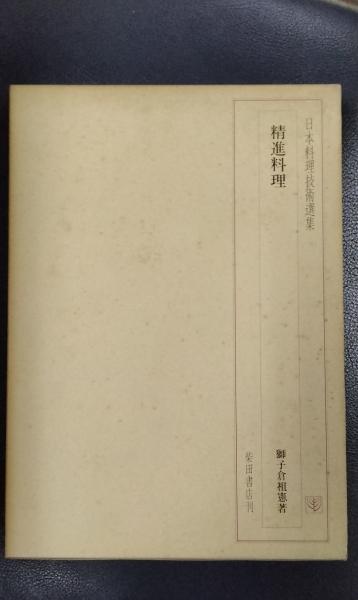 日本料理技術選集
精進料理
獅子倉祖憲著
柴田書店刊